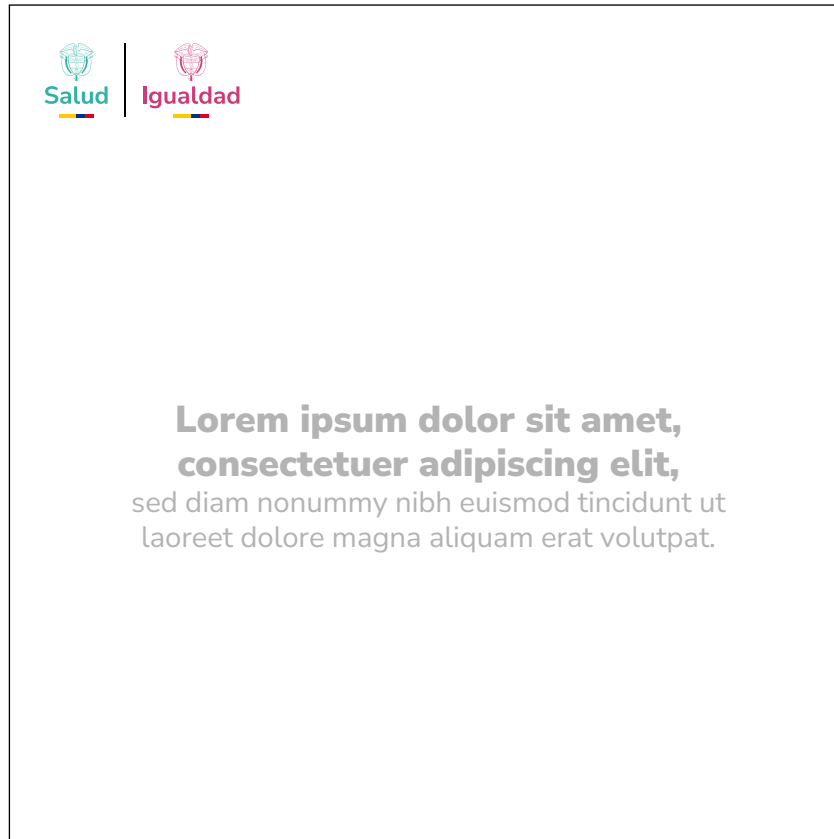 Salud
Igualdad
Lorem ipsum dolor sit amet,
consectetuer adipiscing elit,
sed diam nonummy nibh euismod tincidunt ut
laoreet dolore magna aliquam erat volutpat.